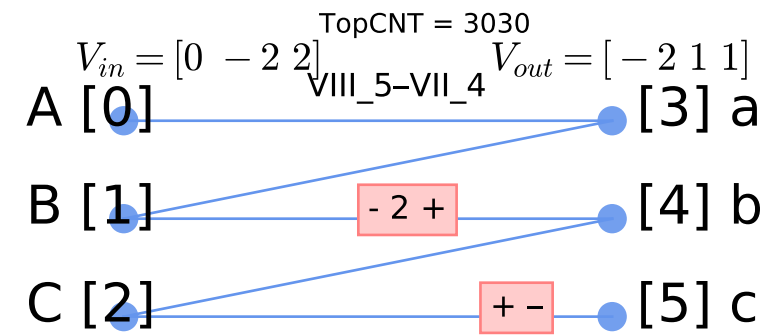 TopCNT = 3030
V_in = [0 −2 2]
V_out = [−2 1 1]
VIII_5–VII_4
A [0]
[3] a
B [1]
- 2 +
[4] b
C [2]
+ –
[5] c